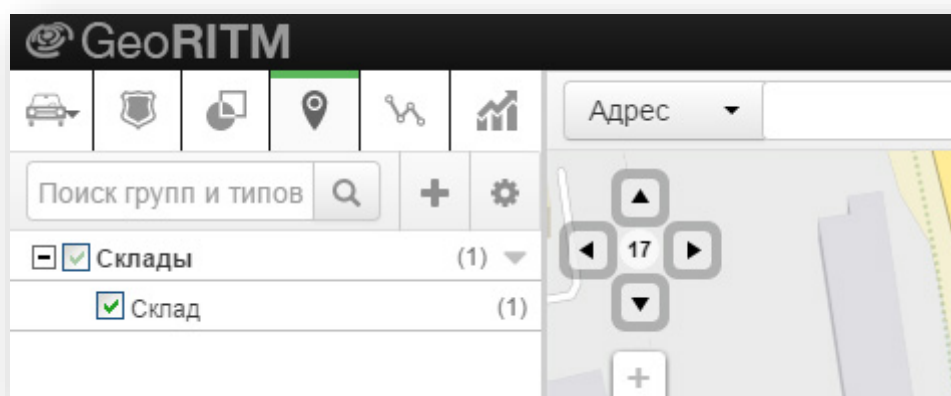 GeoRITM
Адрес
Поиск групп и типов
Склады (1)
17
Склад (1)